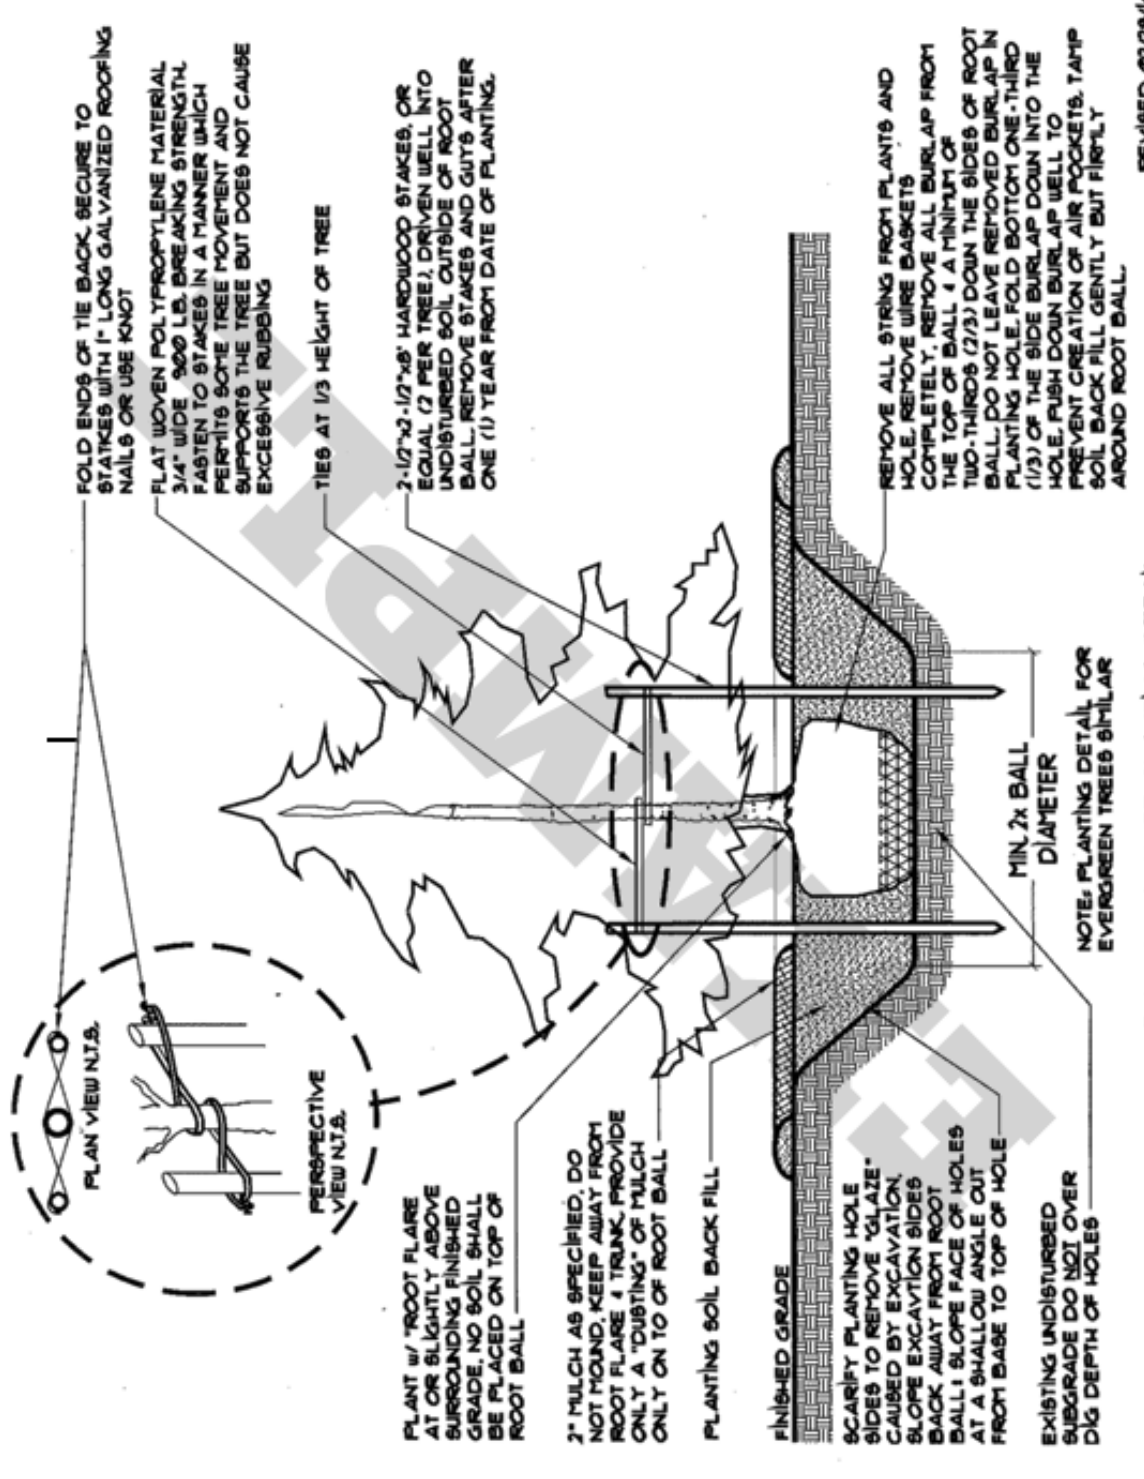 FOLD ENDS OF TIE BACK, SECURE TO
STATKES WITH 1" LONG GALVANIZED ROOFING
NAILS OR USE KNOT
FLAT WOVEN POLYPROPYLENE MATERIAL
3/4" WIDE 900 LB. BREAKING STRENGTH.
FASTEN TO STAKES IN A MANNER WHICH
PERMITS SOME TREE MOVEMENT AND
SUPPORTS THE TREE BUT DOES NOT CAUSE
EXCESSIVE RUBBING
TIES AT 1/3 HEIGHT OF TREE
2-1/2"x2-1/2"x8' HARDWOOD STAKES, OR
EQUAL (2 PER TREE). DRIVEN WELL INTO
UNDISTURBED SOIL OUTSIDE OF ROOT
BALL. REMOVE STAKES AND GUYS AFTER
ONE (1) YEAR FROM DATE OF PLANTING.
REMOVE ALL STRING FROM PLANTS AND
HOLE. REMOVE WIRE BASKETS
COMPLETELY. REMOVE ALL BURLAP FROM
THE TOP OF BALL & A MINIMUM OF
TWO-THIRDS (2/3) DOWN THE SIDES OF ROOT
BALL. DO NOT LEAVE REMOVED BURLAP IN
PLANTING HOLE. FOLD BOTTOM ONE-THIRD
(1/3) OF THE SIDE BURLAP DOWN INTO THE
HOLE. PUSH DOWN BURLAP WELL TO
PREVENT CREATION OF AIR POCKETS. TAMP
SOIL BACK FILL GENTLY BUT FIRMLY
AROUND ROOT BALL.
PLAN VIEW N.T.S.
PERSPECTIVE
VIEW N.T.S.
PLANT W/ "ROOT FLARE
AT OR SLIGHTLY ABOVE
SURROUNDING FINISHED
GRADE. NO SOIL SHALL
BE PLACED ON TOP OF
ROOT BALL
2" MULCH AS SPECIFIED. DO
NOT MOUND. KEEP AWAY FROM
ROOT FLARE & TRUNK. PROVIDE
ONLY A "DUSTING" OF MULCH
ONLY ON TO OF ROOT BALL
PLANTING SOIL BACK FILL
FINISHED GRADE
SCARIFY PLANTING HOLE
SIDES TO REMOVE "GLAZE"
CAUSED BY EXCAVATION.
SLOPE EXCAVTION SIDES
BACK AWAY FROM ROOT
BALL: SLOPE FACE OF HOLES
AT A SHALLOW ANGLE OUT
FROM BASE TO TOP OF HOLE
EXISTING UNDISTURBED
SUBGRADE DO NOT OVER
DIG DEPTH OF HOLES
MIN. 2x BALL
DIAMETER
NOTE: PLANTING DETAIL FOR
EVERGREEN TREES SIMILAR
EXAMPLE